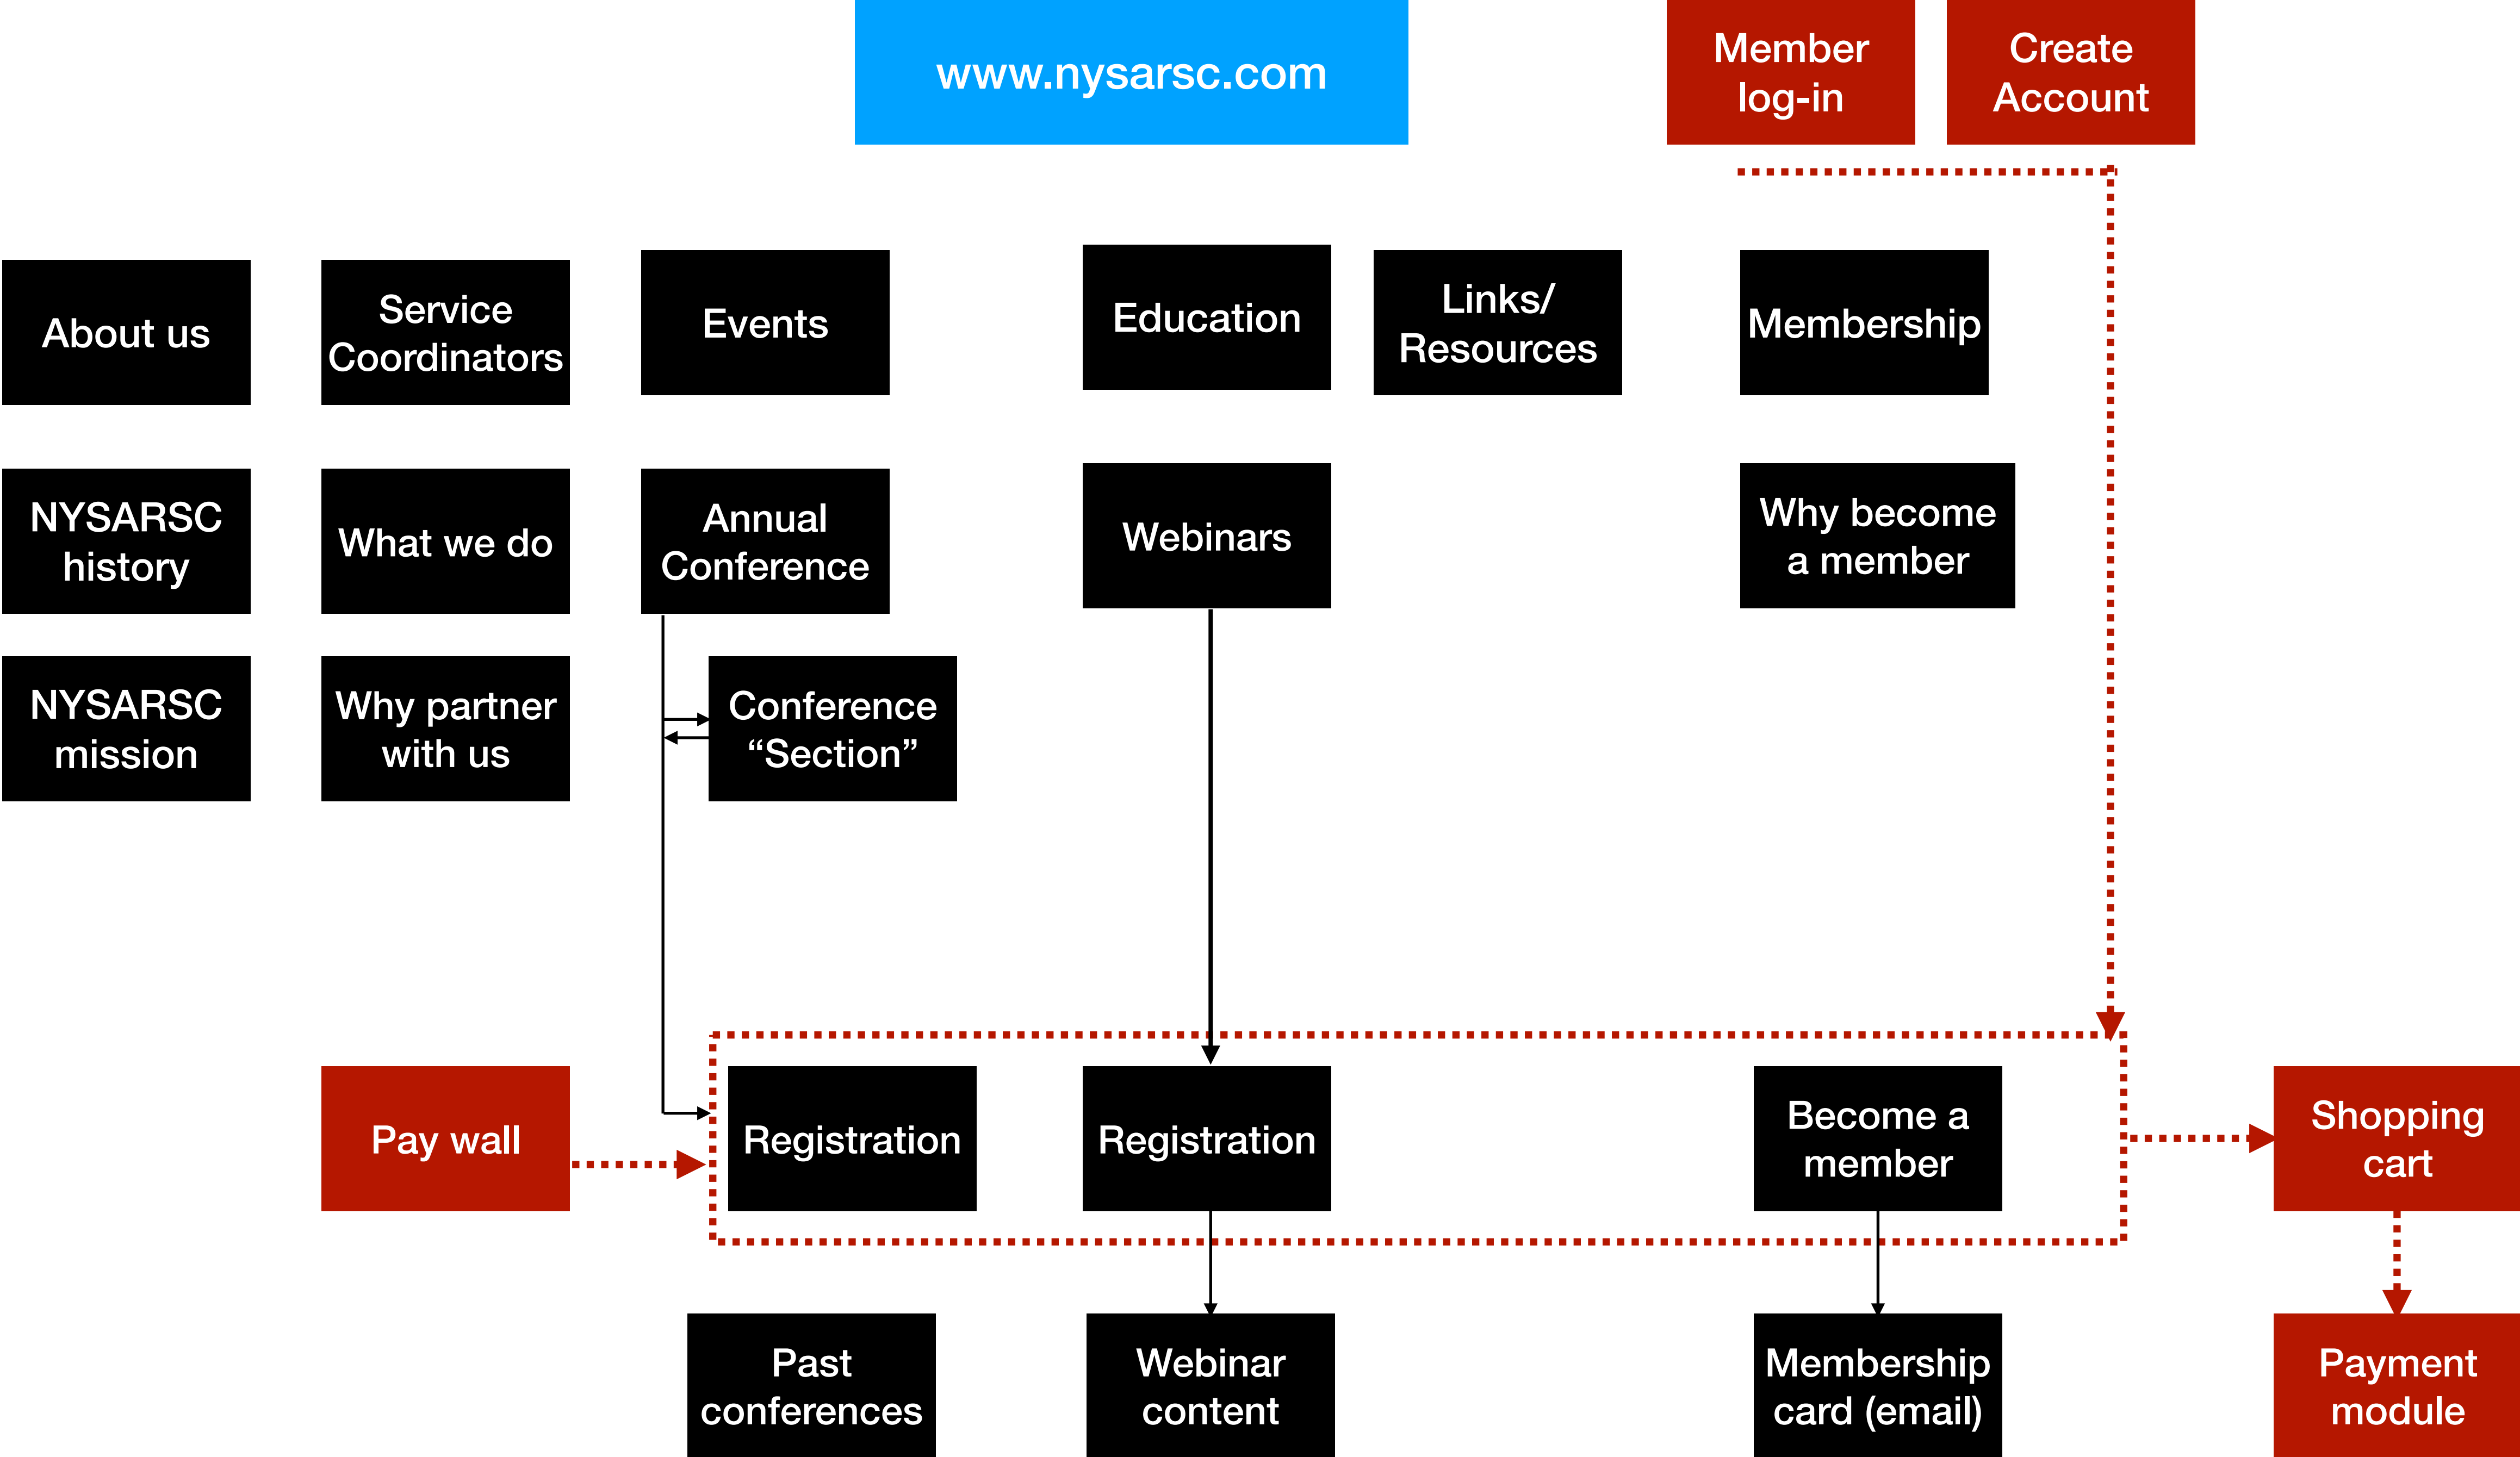 www.nysarsc.com
Member
log-in
Create
Account
About us
Service
Coordinators
Events
Education
Links/
Resources
Membership
NYSARSC
history
What we do
Annual
Conference
Webinars
Why become
a member
NYSARSC
mission
Why partner
with us
Conference
“Section”
Pay wall
Registration
Registration
Become a
member
Shopping
cart
Past
conferences
Webinar
content
Membership
card (email)
Payment
module